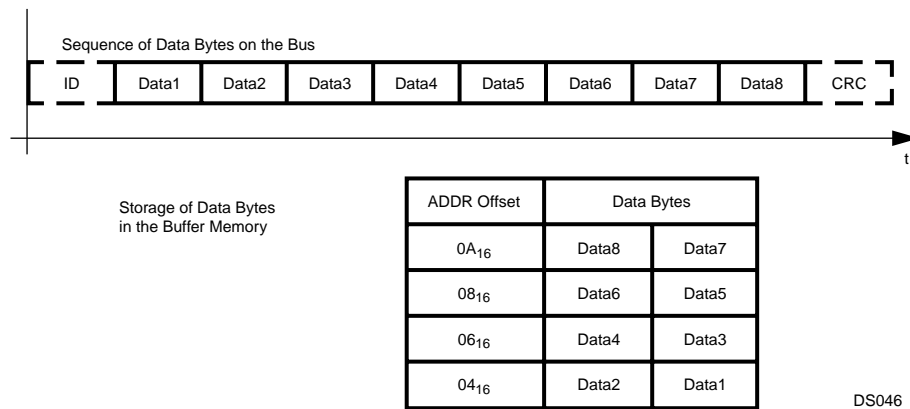 Sequence of Data Bytes on the Bus
ID Data1 Data2 Data3 Data4 Data5 Data6 Data7 Data8 CRC
t
Storage of Data Bytes
in the Buffer Memory
ADDR Offset Data Bytes
0A16 Data8 Data7
0816 Data6 Data5
0616 Data4 Data3
0416 Data2 Data1
DS046